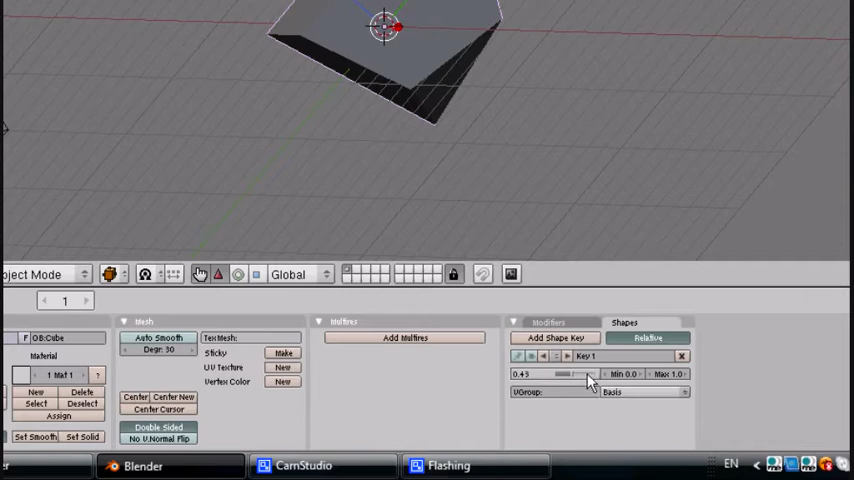 oject Mode
Global
1
Mesh
Multires
Modifiers
Shapes
F OB:Cube
Auto Smooth
TexMesh:
Add Multires
Add Shape Key
Relative
Degr: 30
Material
Sticky
Make
Key 1
1 Mat 1
?
UV Texture
New
0.43
Min 0.0
Max 1.0
Vertex Color
New
New
Delete
Center
Center New
VGroup:
Basis
Select
Deselect
Center Cursor
Assign
Double Sided
Set Smooth
Set Solid
No V.Normal Flip
er
Blender
CamStudio
Flashing
EN